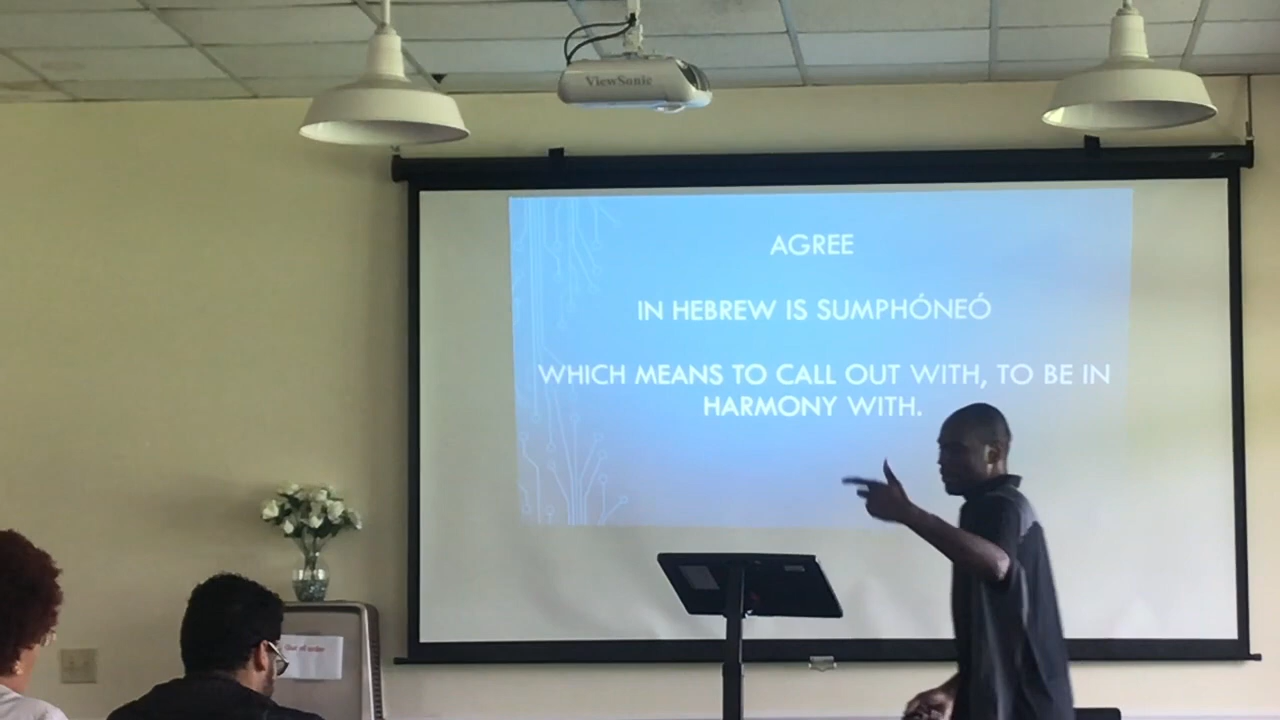 ViewSonic
AGREE
IN HEBREW IS SUMPHÓNEÓ
WHICH MEANS TO CALL OUT WITH, TO BE IN
HARMONY WITH.
Out of order